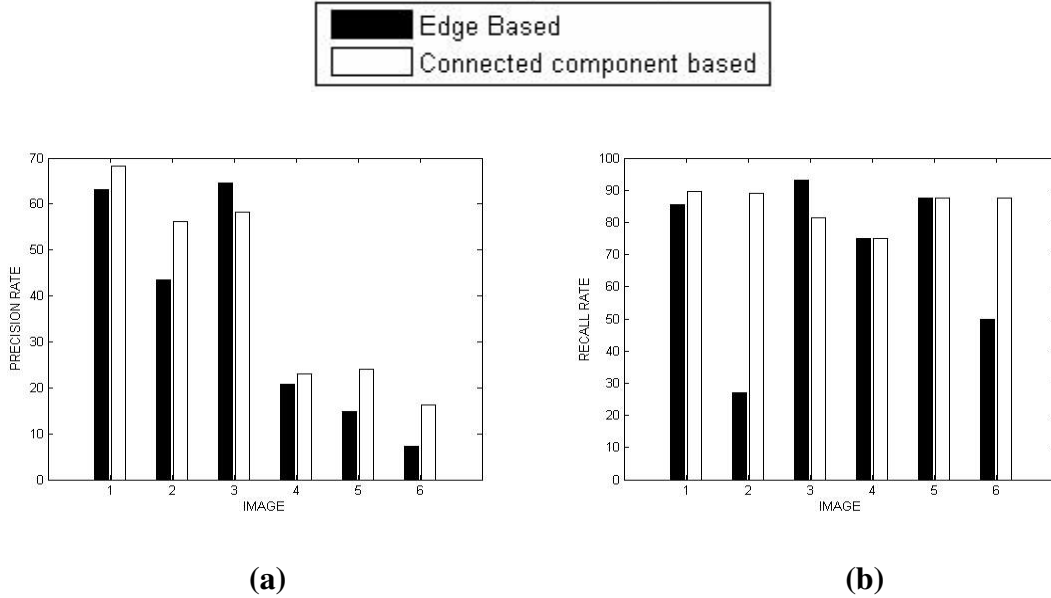 Edge Based
Connected component based
70
60
50
40
30
20
10
0
PRECISION RATE
1 2 3 4 5 6
IMAGE
(a)
100
90
80
70
60
50
40
30
20
10
0
RECALL RATE
1 2 3 4 5 6
IMAGE
(b)